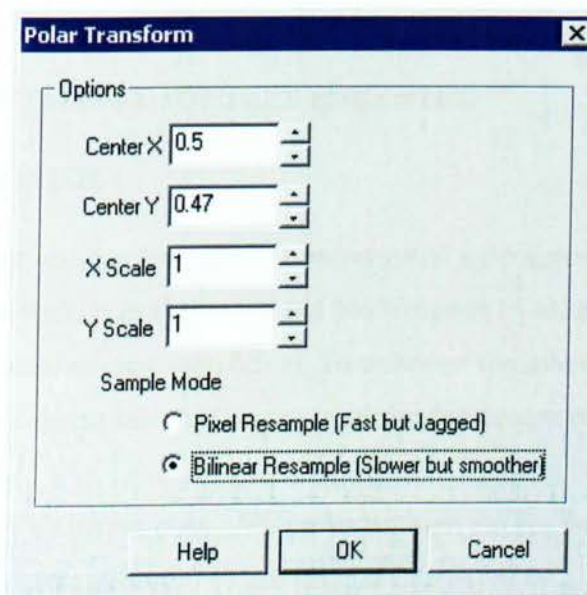 Polar Transform
Options
Center X 0.5
Center Y 0.47
X Scale 1
Y Scale 1
Sample Mode
Pixel Resample (Fast but Jagged)
Bilinear Resample (Slower but smoother)
Help OK Cancel